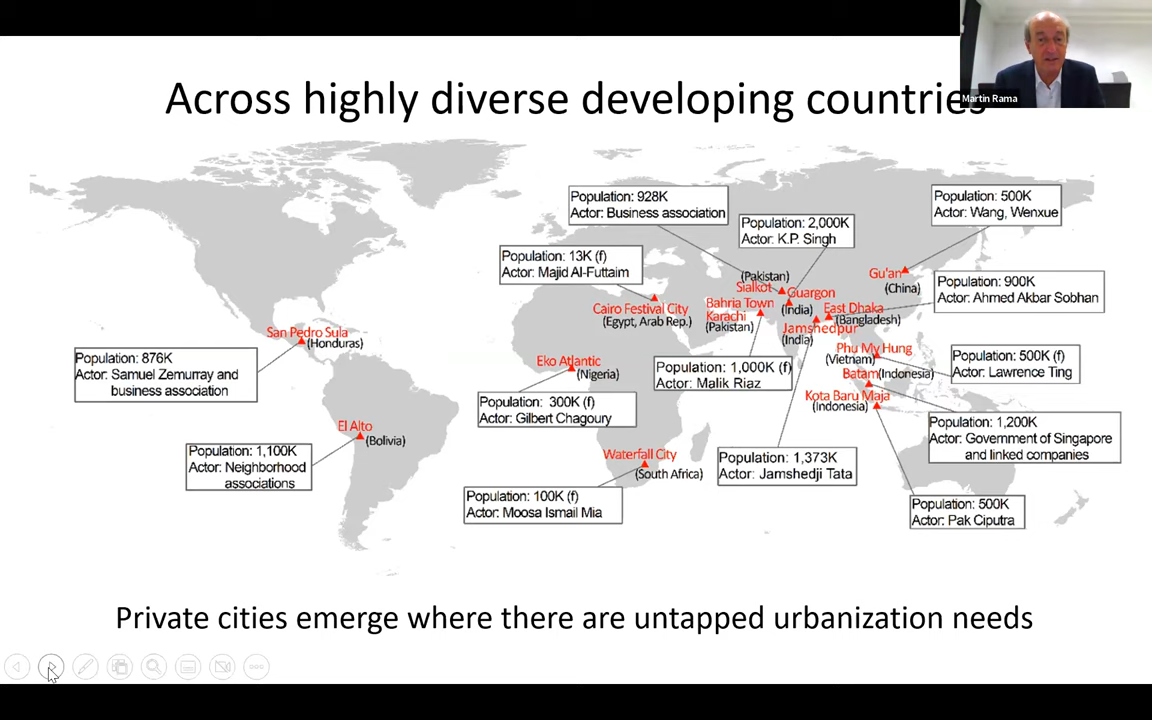 Across highly diverse developing countries
Martin Rama
Population: 928K
Actor: Business association
Population: 500K
Actor: Wang, Wenxue
Population: 2,000K
Actor: K.P. Singh
Population: 13K (f)
Actor: Majid Al-Futtaim
(Pakistan)
Sialkot
Guargon
(India)
Gu'an
(China)
Population: 900K
Actor: Ahmed Akbar Sobhan
Cairo Festival City
(Egypt, Arab Rep.)
Bahria Town
Karachi
(Pakistan)
East Dhaka
(Bangladesh)
Jamshedpur
(India)
San Pedro Sula
(Honduras)
Population: 876K
Actor: Samuel Zemurray and
business association
Eko Atlantic
(Nigeria)
Population: 1,000K (f)
Actor: Malik Riaz
Phu My Hung
(Vietnam)
Population: 500K (f)
Actor: Lawrence Ting
Batam
(Indonesia)
Kota Baru Maja
(Indonesia)
Population: 300K (f)
Actor: Gilbert Chagoury
Population: 1,200K
Actor: Government of Singapore
and linked companies
El Alto
(Bolivia)
Population: 1,100K
Actor: Neighborhood
associations
Waterfall City
(South Africa)
Population: 1,373K
Actor: Jamshedji Tata
Population: 100K (f)
Actor: Moosa Ismail Mia
Population: 500K
Actor: Pak Ciputra
Private cities emerge where there are untapped urbanization needs